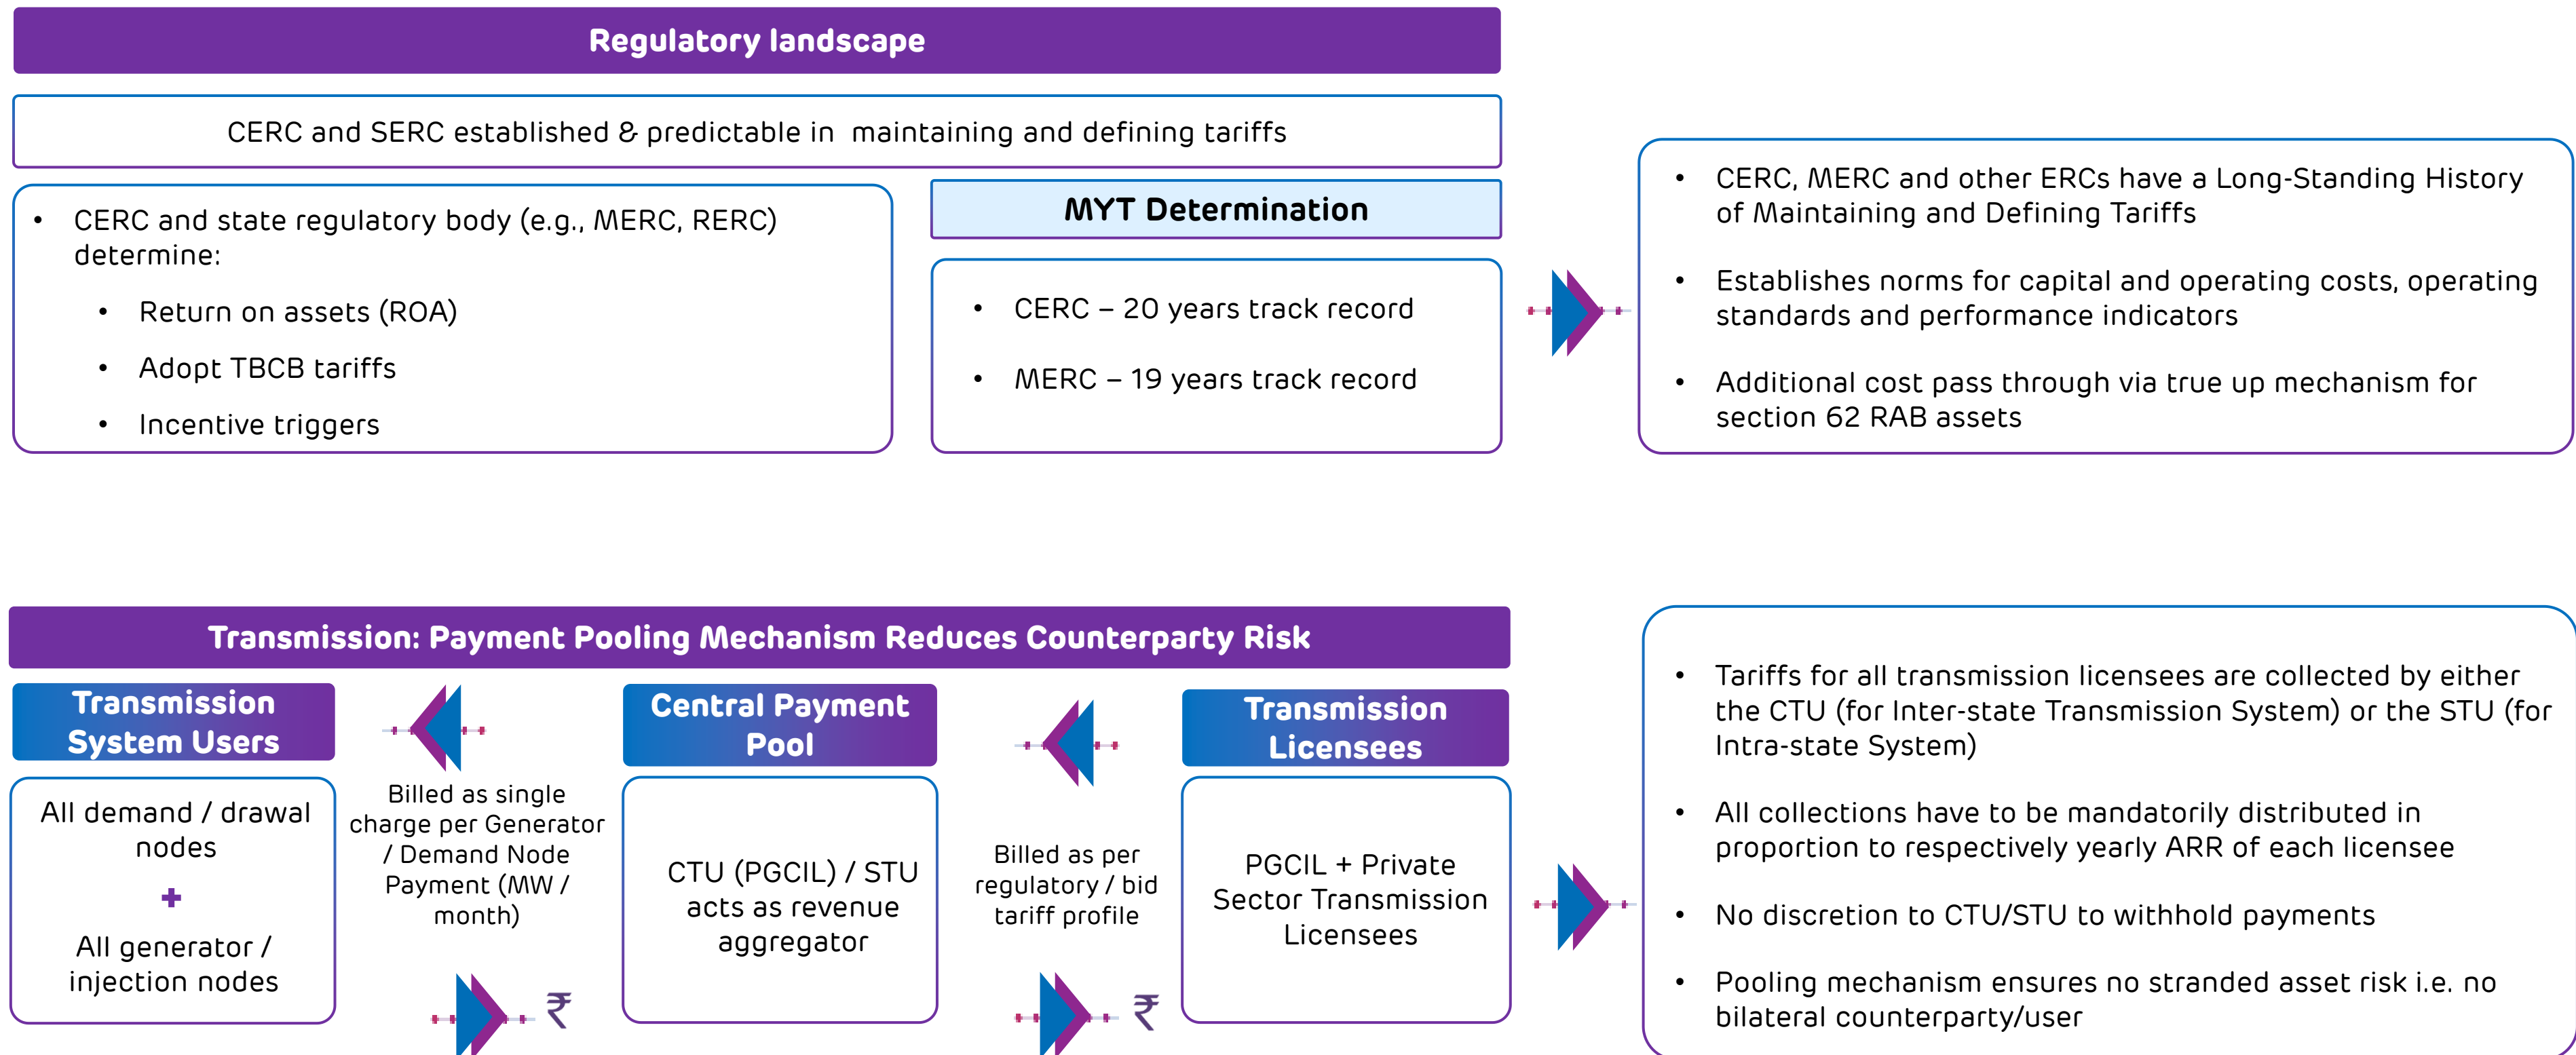 Regulatory landscape
CERC and SERC established & predictable in maintaining and defining tariffs
• CERC and state regulatory body (e.g., MERC, RERC)
determine:
• Return on assets (ROA)
• Adopt TBCB tariffs
• Incentive triggers
MYT Determination
• CERC – 20 years track record
• MERC – 19 years track record
• CERC, MERC and other ERCs have a Long-Standing History
of Maintaining and Defining Tariffs
• Establishes norms for capital and operating costs, operating
standards and performance indicators
• Additional cost pass through via true up mechanism for
section 62 RAB assets
Transmission: Payment Pooling Mechanism Reduces Counterparty Risk
Transmission
System Users
All demand / drawal
nodes
+
All generator /
injection nodes
Billed as single
charge per Generator
/ Demand Node
Payment (MW /
month)
₹
Central Payment
Pool
CTU (PGCIL) / STU
acts as revenue
aggregator
Billed as per
regulatory / bid
tariff profile
₹
Transmission
Licensees
PGCIL + Private
Sector Transmission
Licensees
• Tariffs for all transmission licensees are collected by either
the CTU (for Inter-state Transmission System) or the STU (for
Intra-state System)
• All collections have to be mandatorily distributed in
proportion to respectively yearly ARR of each licensee
• No discretion to CTU/STU to withhold payments
• Pooling mechanism ensures no stranded asset risk i.e. no
bilateral counterparty/user